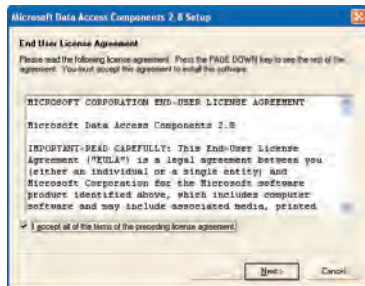 Microsoft Data Access Components 2.8 Setup
End User License Agreement
Please read the following license agreement. Press the PAGE DOWN key to see the rest of the
agreement. You must accept this agreement to install this software.
MICROSOFT CORPORATION END-USER LICENSE AGREEMENT
Microsoft Data Access Components 2.8
IMPORTANT-READ CAREFULLY: This End-User License
Agreement ("EULA") is a legal agreement between you
(either an individual or a single entity) and
Microsoft Corporation for the Microsoft software
product identified above, which includes computer
software and may include associated media, printed
I accept all of the terms of the preceding license agreement.
Next >
Cancel